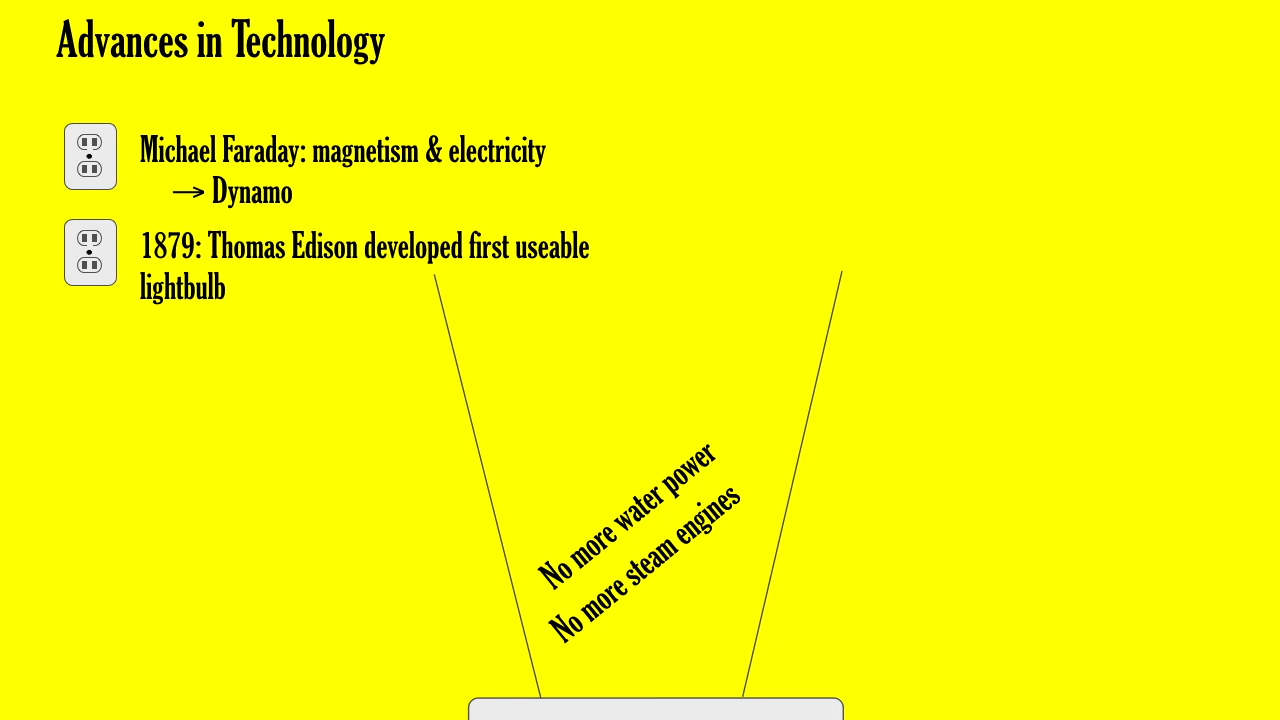 Advances in Technology
Michael Faraday: magnetism & electricity
→ Dynamo
1879: Thomas Edison developed first useable
lightbulb
No more water power
No more steam engines